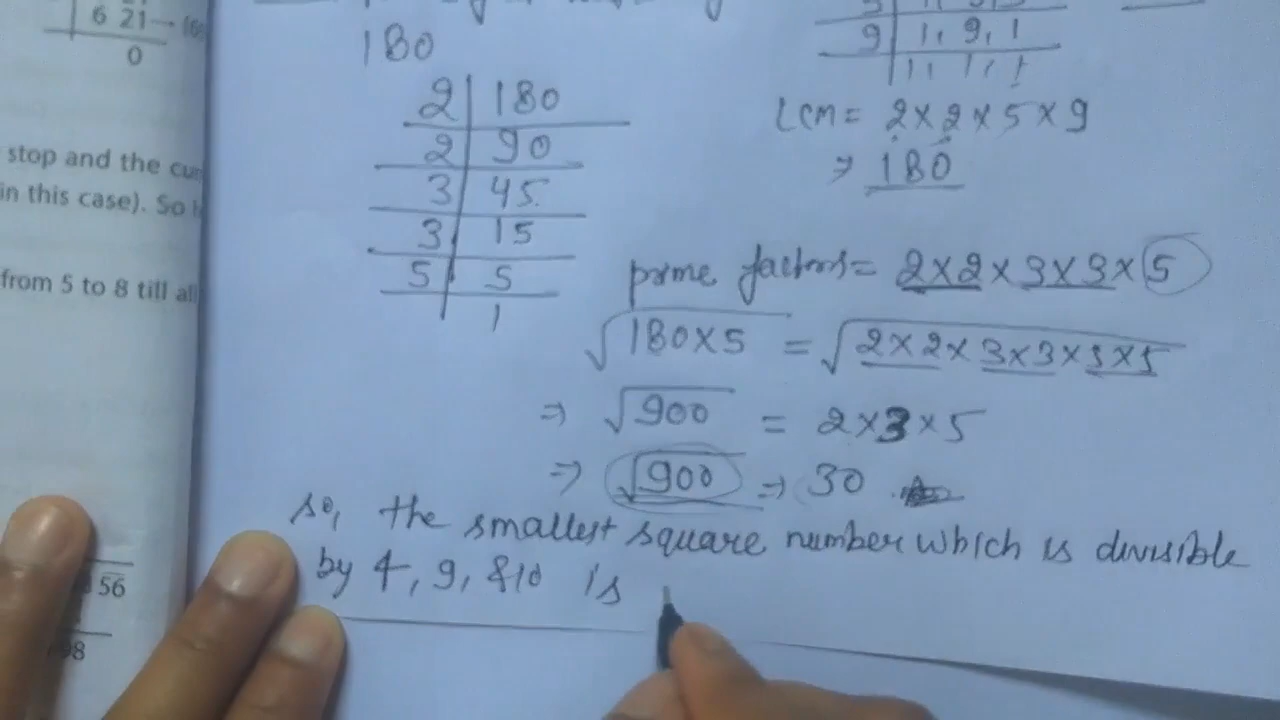 6 21
0
stop and the
in this case). So
from 5 to 8 till
56
98
180
2 | 180
2 | 90
3 | 45
3 | 15
5 | 5
1
9 | 1, 9, 1
1, 1, 1
LCM = 2×2×5×9
⇒ 180
prime factors = 2×2×3×3×5
√180×5 = √2×2×3×3×5×5
⇒ √900 = 2×3×5
⇒ √900 ⇒ 30
so, the smallest square number which is divisible
by 4, 9, &10 is